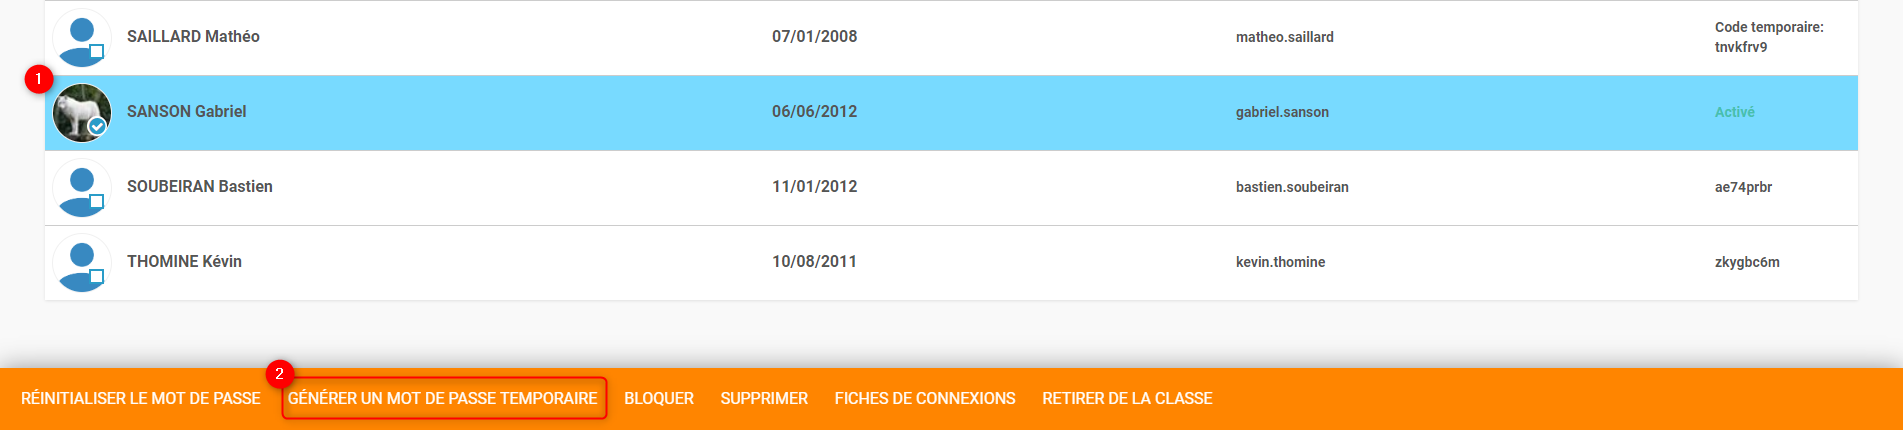 SAILLARD Mathéo 07/01/2008 matheo.saillard Code temporaire:
tnvkfrv9
1
SANSON Gabriel 06/06/2012 gabriel.sanson Activé
SOUBEIRAN Bastien 11/01/2012 bastien.soubeiran ae74prbr
THOMINE Kévin 10/08/2011 kevin.thomine zkygbc6m
2
RÉINITIALISER LE MOT DE PASSE GÉNÉRER UN MOT DE PASSE TEMPORAIRE BLOQUER SUPPRIMER FICHES DE CONNEXIONS RETIRER DE LA CLASSE